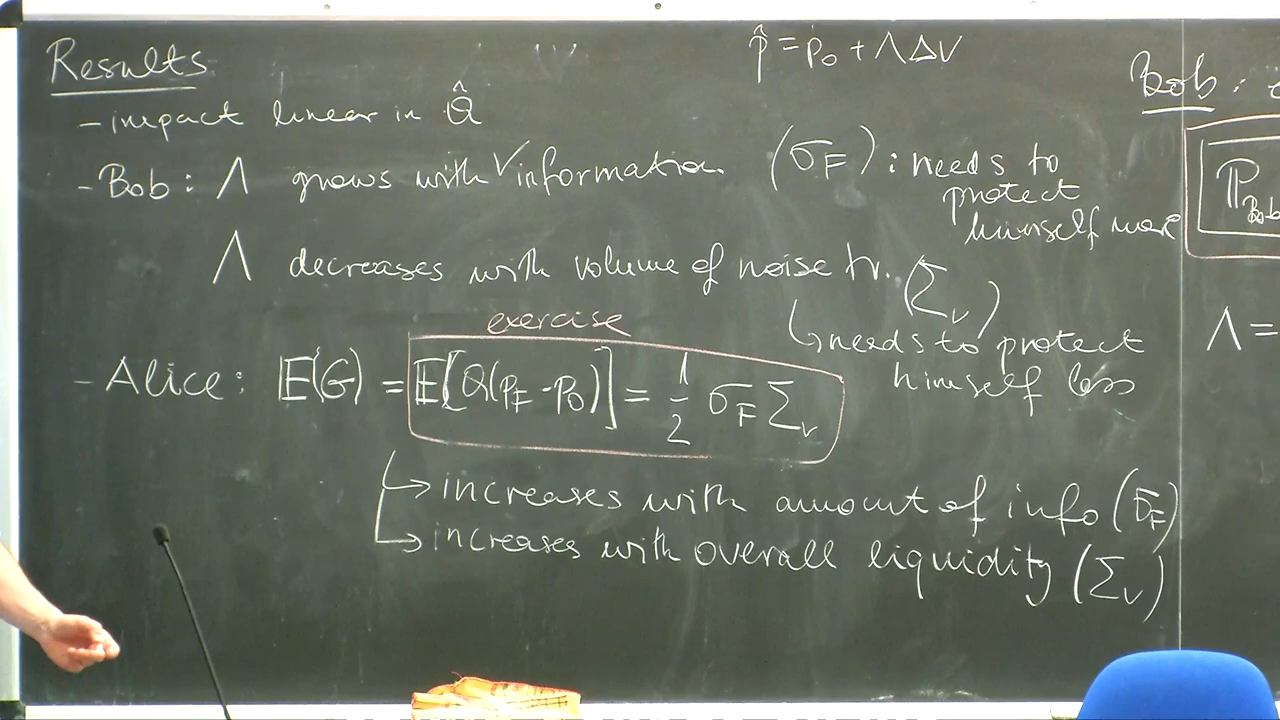 Results
p̂ = p₀ + ΛΔV
- impact linear in Q̂
- Bob: Λ grows with √information (σ_F): needs to protect himself more
Λ decreases with volume of noise tr. (Σ_V)
↳ needs to protect himself less
exercise
- Alice: 𝔼(G) = 𝔼[Q(p_F - p₀)] = 1/2 σ_F Σ_V
↳ increases with amount of info (σ_F)
↳ increases with overall liquidity (Σ_V)
Bob:
ℙ_Bob
Λ =